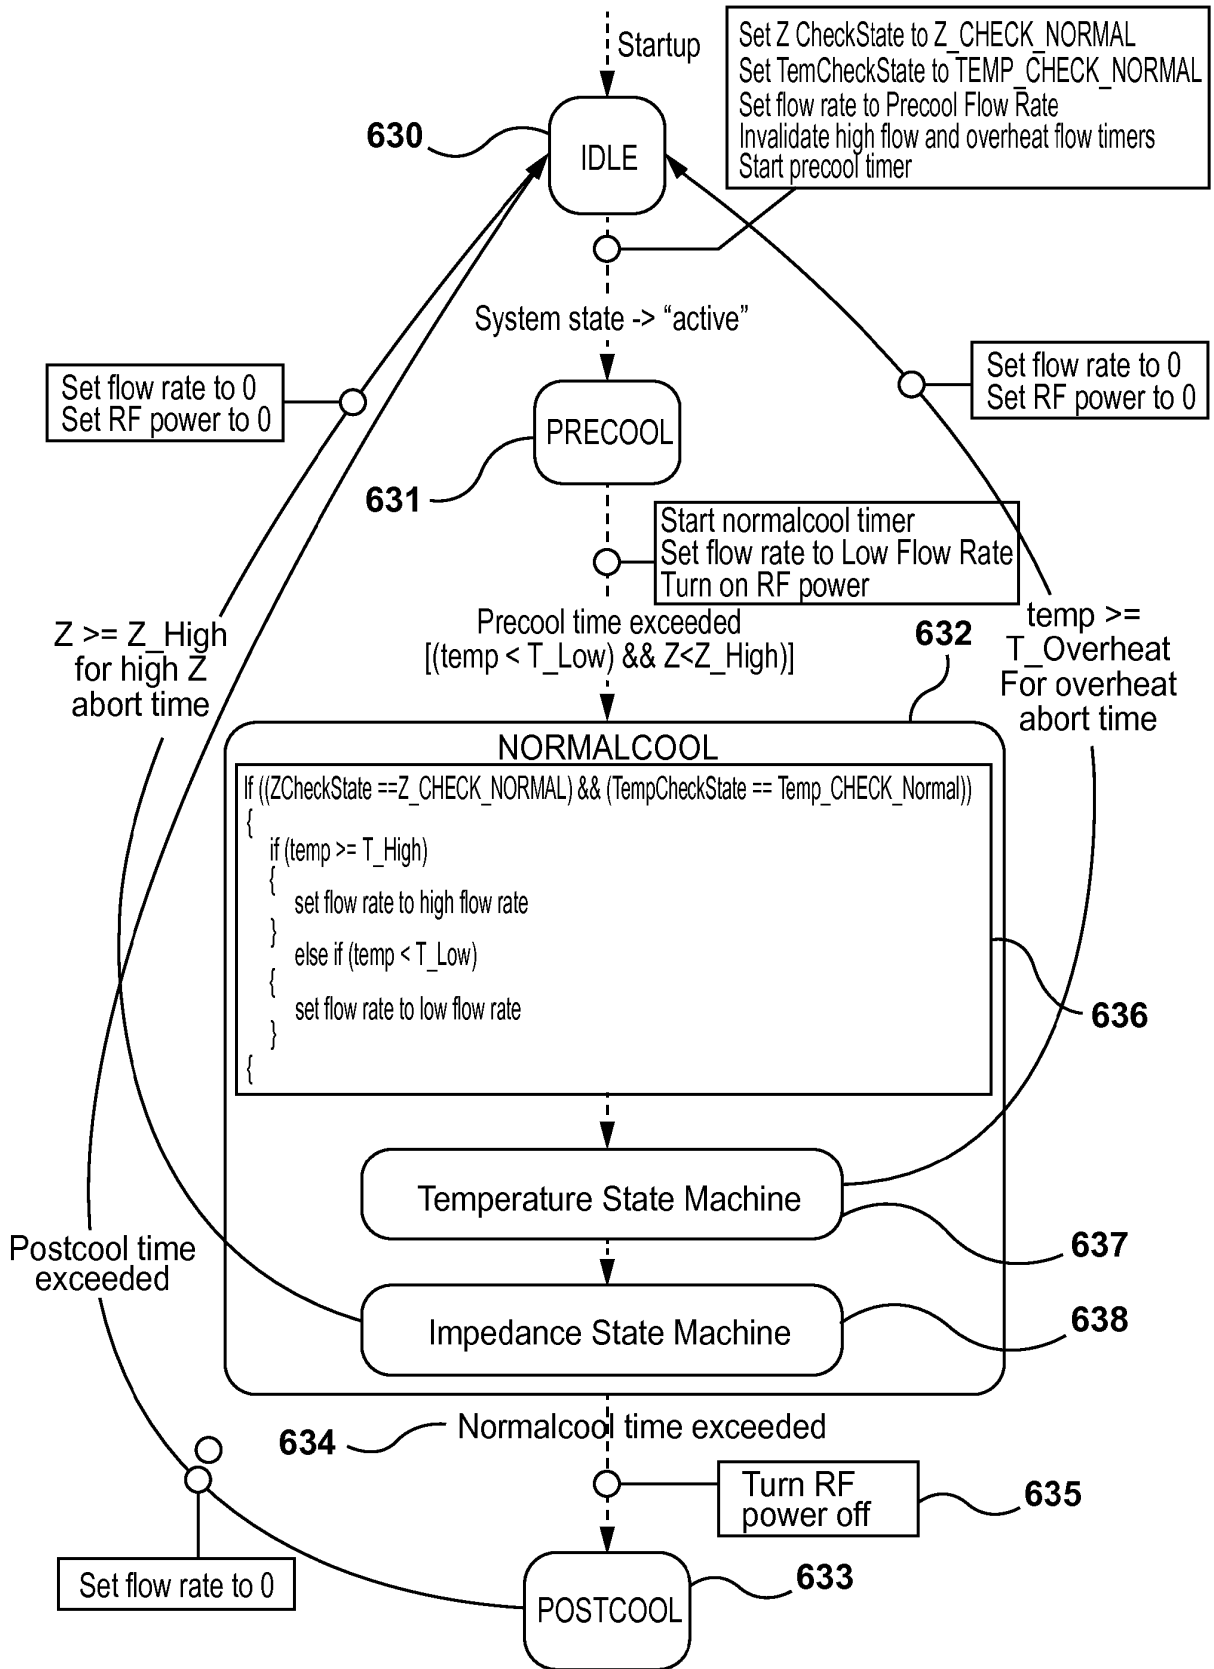 Startup
Set Z CheckState to Z_CHECK_NORMAL
Set TemCheckState to TEMP_CHECK_NORMAL
Set flow rate to Precool Flow Rate
Invalidate high flow and overheat flow timers
Start precool timer
630
IDLE
System state -> “active”
Set flow rate to 0
Set RF power to 0
Set flow rate to 0
Set RF power to 0
PRECOOL
631
Start normalcool timer
Set flow rate to Low Flow Rate
Turn on RF power
Z >= Z_High
for high Z
abort time
Precool time exceeded
[(temp < T_Low) && Z<Z_High)]
632
temp >=
T_Overheat
For overheat
abort time
NORMALCOOL
If ((ZCheckState ==Z_CHECK_NORMAL) && (TempCheckState == Temp_CHECK_Normal))
{
if (temp >= T_High)
{
set flow rate to high flow rate
}
else if (temp < T_Low)
{
set flow rate to low flow rate
}
{
636
Temperature State Machine
637
Postcool time
exceeded
Impedance State Machine
638
634
Normalcool time exceeded
Turn RF
power off
635
Set flow rate to 0
POSTCOOL
633